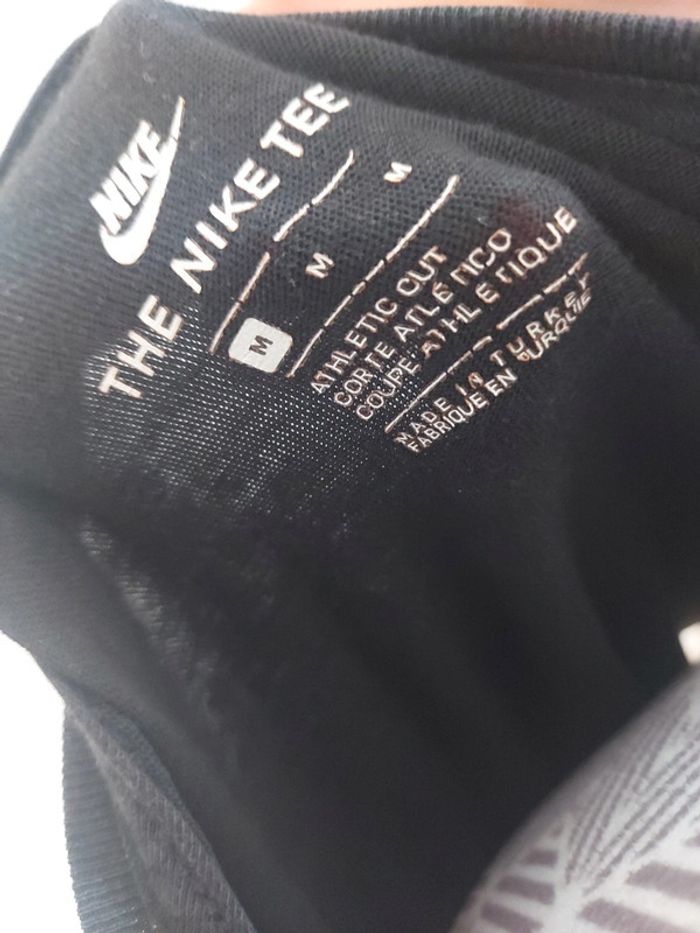 NIKE
THE NIKE TEE
M M M
ATHLETIC CUT
CORTE ATLÉTICO
COUPE ATHLÉTIQUE
MADE IN TURKEY
FABRIQUÉ EN TURQUIE